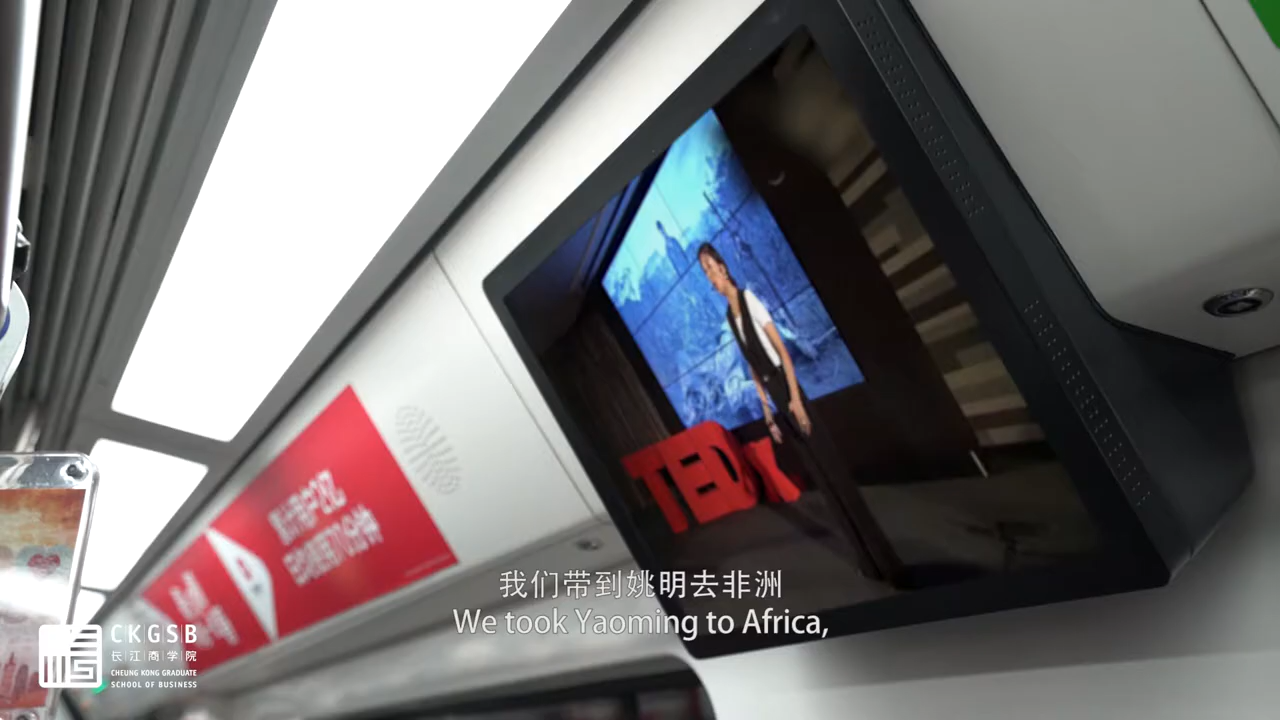 TEDx
我们带到姚明去非洲
We took Yaoming to Africa,
CKGSB
长江商学院
CHEUNG KONG GRADUATE
SCHOOL OF BUSINESS